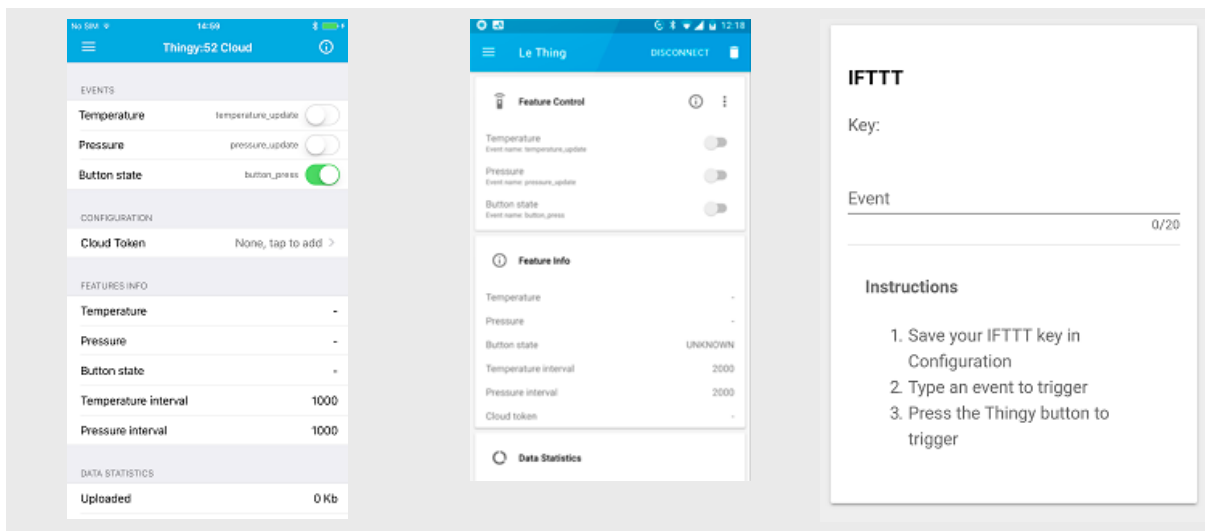 No SIM 14:59
Thingy:52 Cloud
EVENTS
Temperature temperature_update
Pressure pressure_update
Button state button_press
CONFIGURATION
Cloud Token None, tap to add >
FEATURES INFO
Temperature -
Pressure -
Button state -
Temperature interval 1000
Pressure interval 1000
DATA STATISTICS
Uploaded 0 Kb
12:18
Le Thing DISCONNECT
Feature Control
Temperature
Event name: temperature_update
Pressure
Event name: pressure_update
Button state
Event name: button_press
Feature Info
Temperature -
Pressure -
Button state UNKNOWN
Temperature interval 2000
Pressure interval 2000
Cloud token -
Data Statistics
IFTTT
Key:
Event
0/20
Instructions
1. Save your IFTTT key in
Configuration
2. Type an event to trigger
3. Press the Thingy button to
trigger